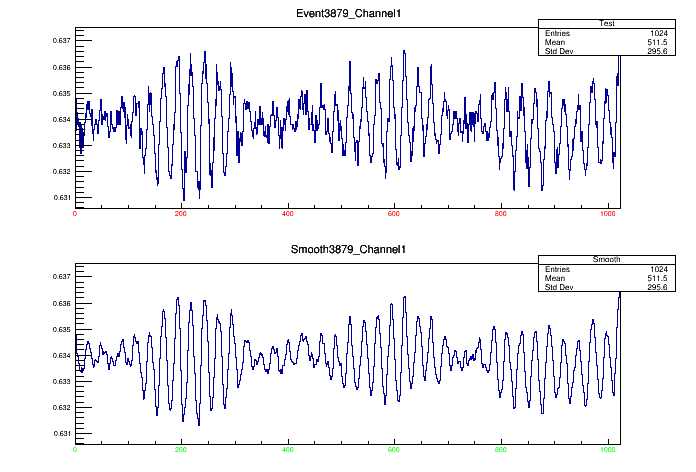 Event3879_Channel1
Test
Entries 1024
Mean 511.5
Std Dev 295.6
0.637
0.636
0.635
0.634
0.633
0.632
0.631
0 200 400 600 800 1000
Smooth3879_Channel1
Smooth
Entries 1024
Mean 511.5
Std Dev 295.6
0.637
0.636
0.635
0.634
0.633
0.632
0.631
0 200 400 600 800 1000